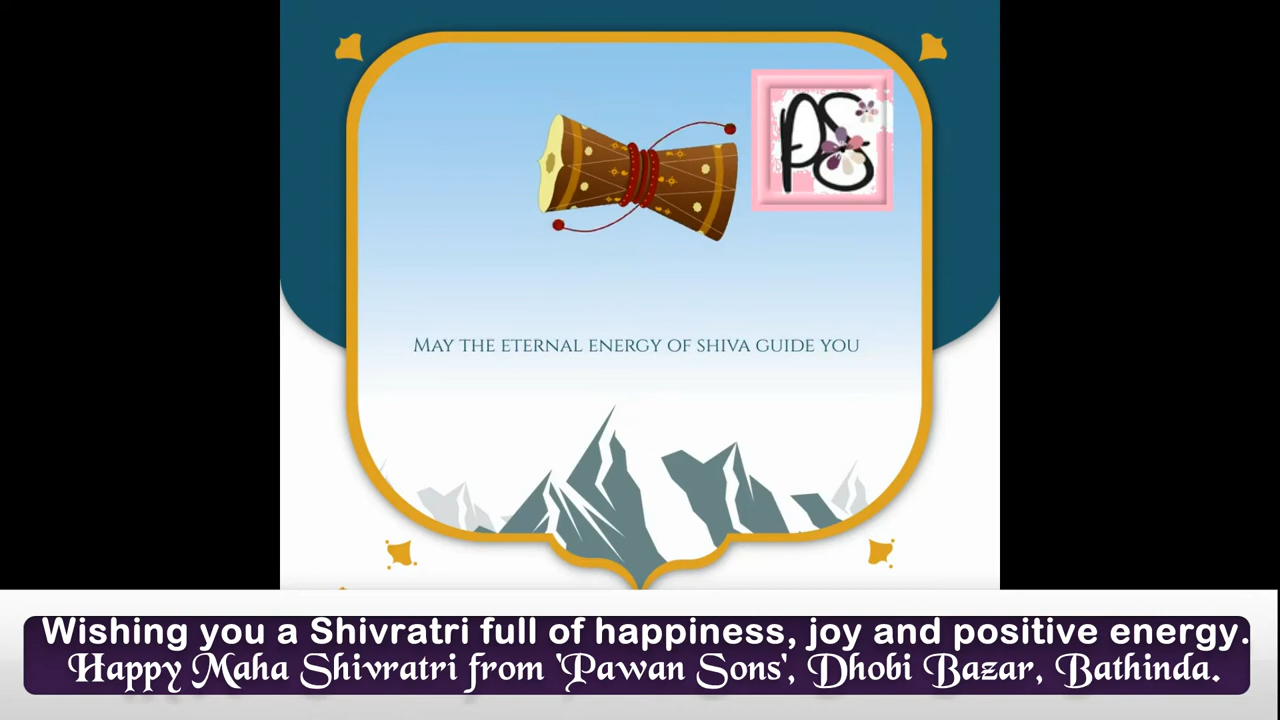 PS
MAY THE ETERNAL ENERGY OF SHIVA GUIDE YOU
Wishing you a Shivratri full of happiness, joy and positive energy.
Happy Maha Shivratri from 'Pawan Sons', Dhobi Bazar, Bathinda.